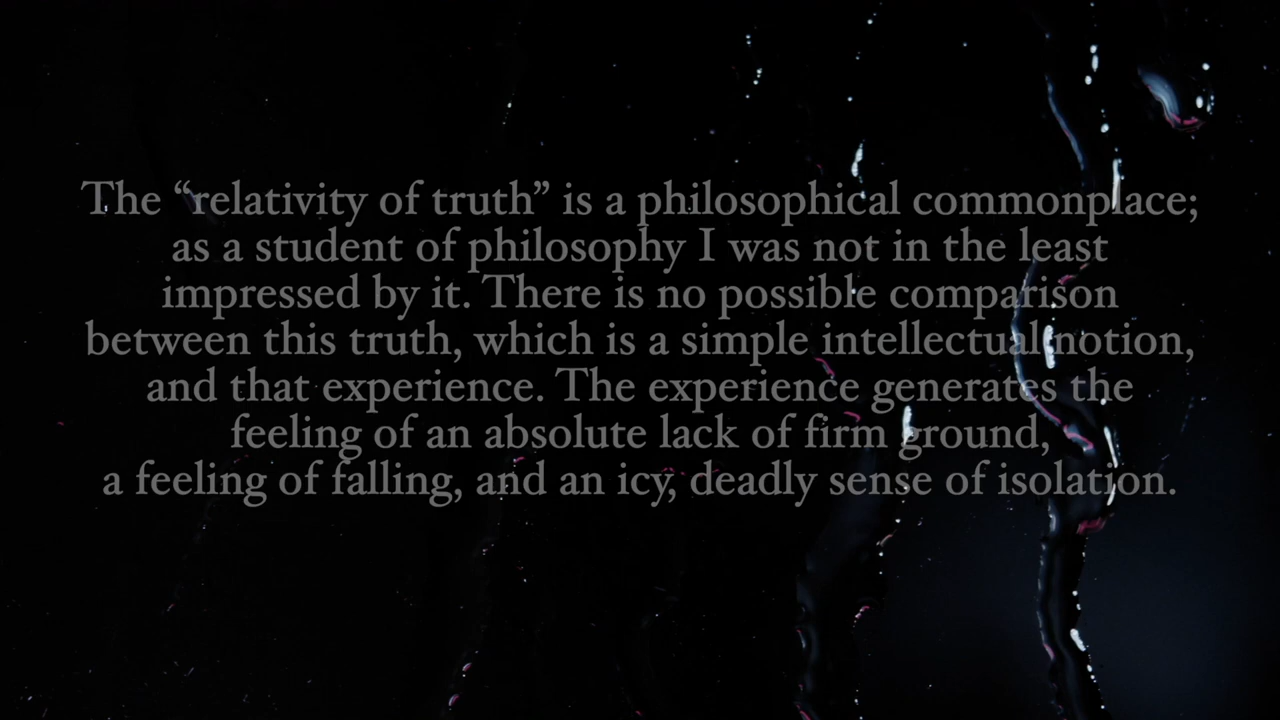 The “relativity of truth” is a philosophical commonplace;
as a student of philosophy I was not in the least
impressed by it. There is no possible comparison
between this truth, which is a simple intellectual notion,
and that experience. The experience generates the
feeling of an absolute lack of firm ground,
a feeling of falling, and an icy, deadly sense of isolation.